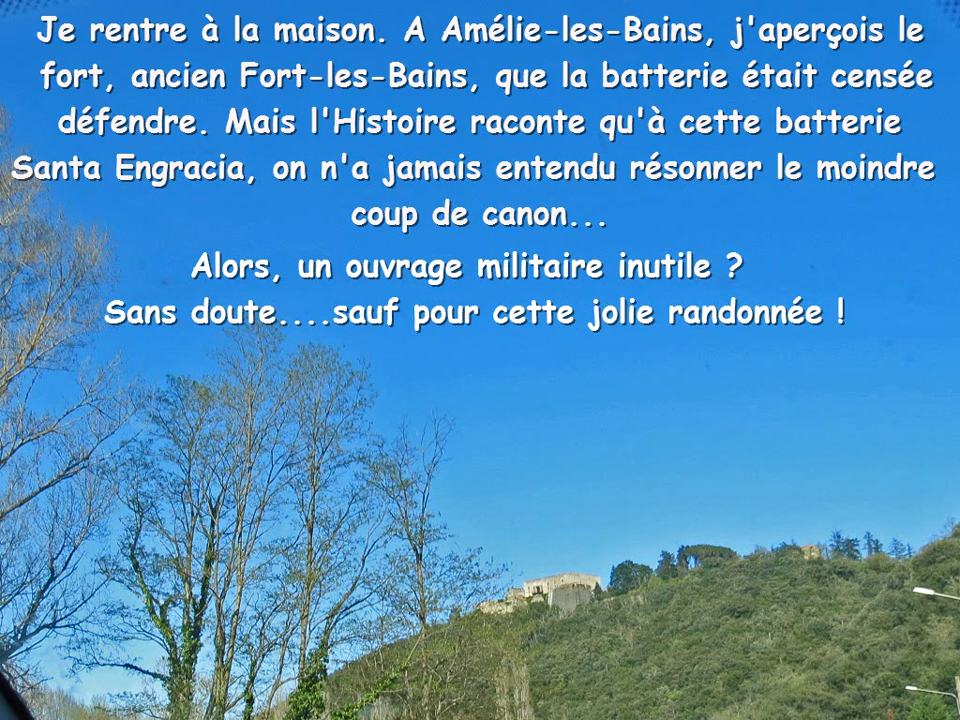 Je rentre à la maison. A Amélie-les-Bains, j'aperçois le
fort, ancien Fort-les-Bains, que la batterie était censée
défendre. Mais l'Histoire raconte qu'à cette batterie
Santa Engracia, on n'a jamais entendu résonner le moindre
coup de canon...
Alors, un ouvrage militaire inutile ?
Sans doute....sauf pour cette jolie randonnée !